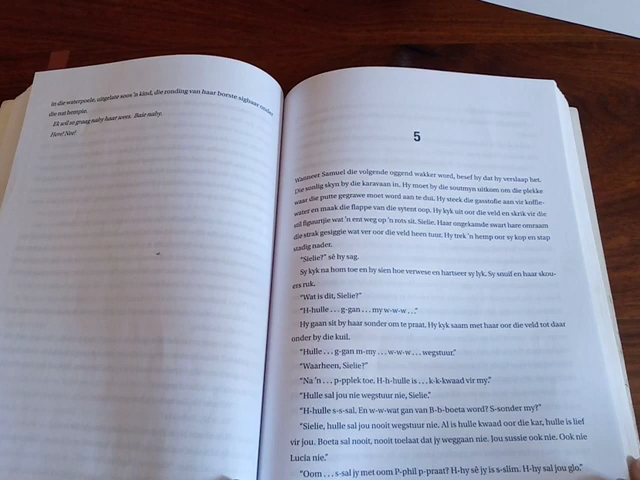 in die waterpoele, uitgelate soos 'n kind, die ronding van haar borste sigbaar onder
die nat hempie.
Ek wil so graag naby haar wees. Baie naby.
Here! Nee!
5
Wanneer Samuel die volgende oggend wakker word, besef hy dat hy verslaap het.
Die sonlig skyn by die karavaan in. Hy moet by die soutmyn uitkom om die plekke
waar die putte gegrawe moet word aan te dui. Hy steek die gasstofie aan vir koffie-
water en maak die flappe van die sytent oop. Hy kyk uit oor die veld en skrik vir die
stil figuurtjie wat 'n ent weg op 'n rots sit. Sielie. Haar ongekamde swart hare omraam
die strak gesiggie wat ver oor die veld heen tuur. Hy trek 'n hemp oor sy kop en stap
stadig nader.
"Sielie?" sê hy sag.
Sy kyk na hom toe en hy sien hoe verwese en hartseer sy lyk. Sy snuif en haar skou-
ers ruk.
"Wat is dit, Sielie?"
"H-hulle . . . g-gan . . . my w-w-w . . ."
Hy gaan sit by haar sonder om te praat. Hy kyk saam met haar oor die veld tot daar
onder by die kuil.
"Hulle . . . g-gan m-my . . . w-w-w . . . wegstuur."
"Waarheen, Sielie?"
"Na 'n . . . p-pplek toe. H-h-hulle is . . . k-k-kwaad vir my."
"Hulle sal jou nie wegstuur nie, Sielie."
"H-hulle s-s-sal. En w-w-wat gan van B-b-boeta word? S-sonder my?"
"Sielie, hulle sal jou nooit wegstuur nie. Al is hulle kwaad oor die kar, hulle is lief
vir jou. Boeta sal nooit, nooit toelaat dat jy weggaan nie. Jou sussie ook nie. Ook nie
Lucia nie."
"Oom . . . s-sal jy met oom P-phil p-praat? H-hy sê jy is s-slim. H-hy sal jou glo."